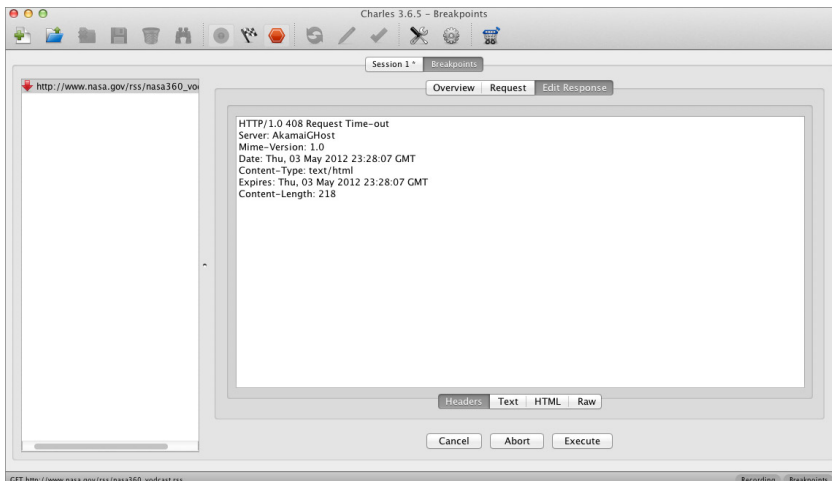 Charles 3.6.5 – Breakpoints
Session 1 * Breakpoints
http://www.nasa.gov/rss/nasa360_vo
Overview Request Edit Response
HTTP/1.0 408 Request Time-out
Server: AkamaiGHost
Mime-Version: 1.0
Date: Thu, 03 May 2012 23:28:07 GMT
Content-Type: text/html
Expires: Thu, 03 May 2012 23:28:07 GMT
Content-Length: 218
Headers Text HTML Raw
Cancel Abort Execute
GET http://www.nasa.gov/rss/nasa360_vodcast.rss Recording Breakpoints